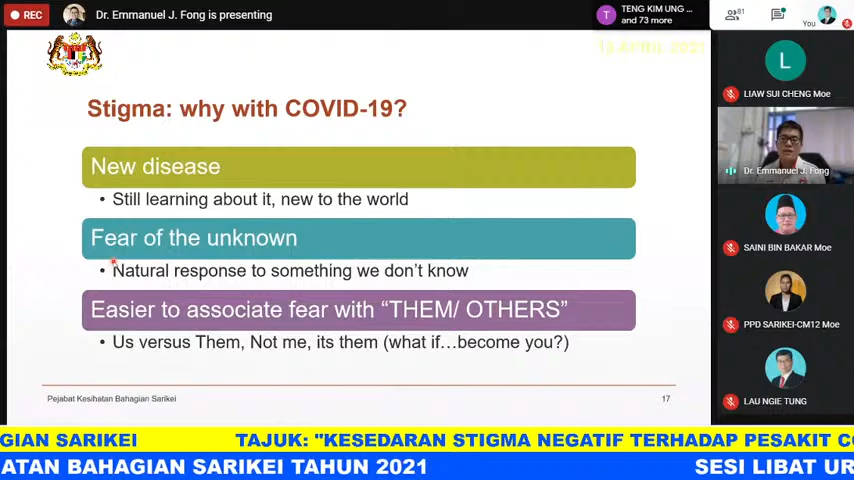 REC
Dr. Emmanuel J. Fong is presenting
T
TENG KIM UNG ...
and 73 more
81
You
12 APRIL 2021
Stigma: why with COVID-19?
New disease
• Still learning about it, new to the world
Fear of the unknown
• Natural response to something we don't know
Easier to associate fear with “THEM/ OTHERS”
• Us versus Them, Not me, its them (what if…become you?)
Pejabat Kesihatan Bahagian Sarikei
17
L
LIAW SUI CHENG Moe
Dr. Emmanuel J. Fong
SAINI BIN BAKAR Moe
PPD SARIKEI-CM12 Moe
LAU NGIE TUNG
GIAN SARIKEI TAJUK: "KESEDARAN STIGMA NEGATIF TERHADAP PESAKIT CO
ATAN BAHAGIAN SARIKEI TAHUN 2021 SESI LIBAT UR